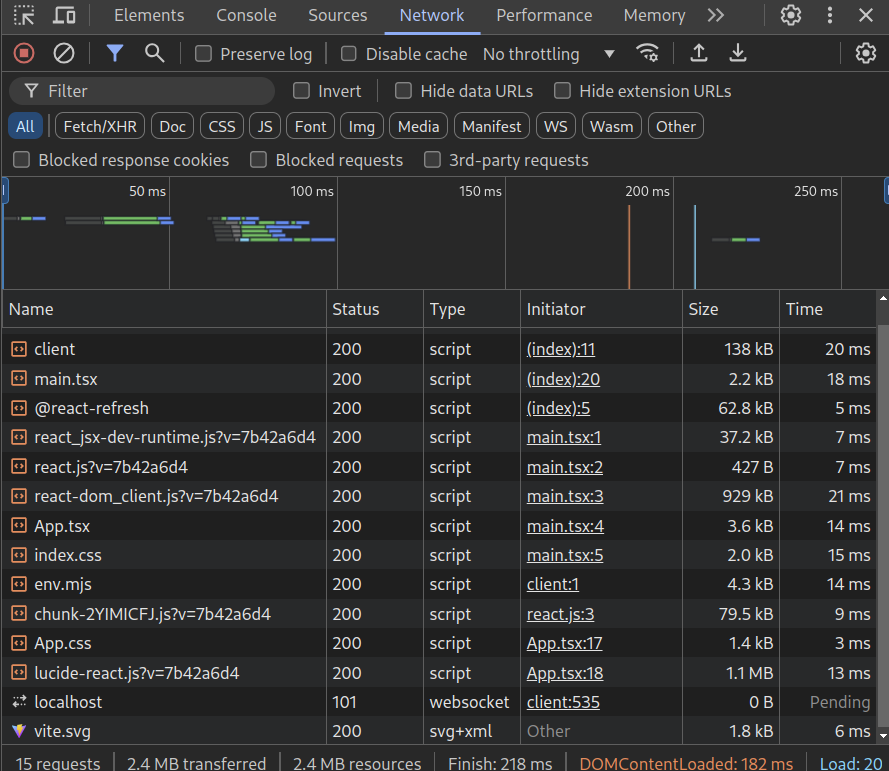 Elements Console Sources Network Performance Memory
Preserve log Disable cache No throttling
Filter Invert Hide data URLs Hide extension URLs
All Fetch/XHR Doc CSS JS Font Img Media Manifest WS Wasm Other
Blocked response cookies Blocked requests 3rd-party requests
50 ms 100 ms 150 ms 200 ms 250 ms
Name Status Type Initiator Size Time
client 200 script (index):11 138 kB 20 ms
main.tsx 200 script (index):20 2.2 kB 18 ms
@react-refresh 200 script (index):5 62.8 kB 5 ms
react_jsx-dev-runtime.js?v=7b42a6d4 200 script main.tsx:1 37.2 kB 7 ms
react.js?v=7b42a6d4 200 script main.tsx:2 427 B 7 ms
react-dom_client.js?v=7b42a6d4 200 script main.tsx:3 929 kB 21 ms
App.tsx 200 script main.tsx:4 3.6 kB 14 ms
index.css 200 script main.tsx:5 2.0 kB 15 ms
env.mjs 200 script client:1 4.3 kB 14 ms
chunk-2YIMICFJ.js?v=7b42a6d4 200 script react.js:3 79.5 kB 9 ms
App.css 200 script App.tsx:17 1.4 kB 3 ms
lucide-react.js?v=7b42a6d4 200 script App.tsx:18 1.1 MB 13 ms
localhost 101 websocket client:535 0 B Pending
vite.svg 200 svg+xml Other 1.8 kB 6 ms
15 requests 2.4 MB transferred 2.4 MB resources Finish: 218 ms DOMContentLoaded: 182 ms Load: 20